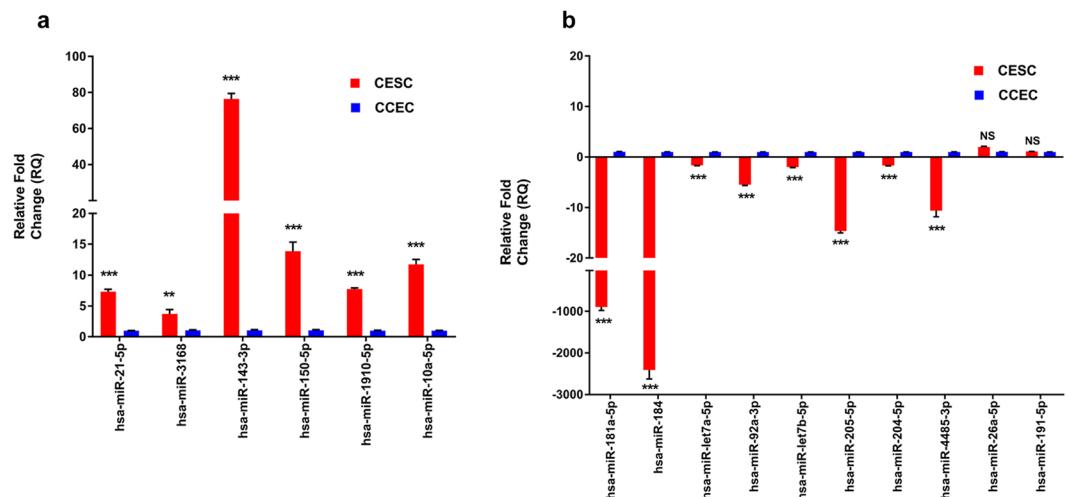 a
Relative Fold
Change (RQ)
100
80
60
40
20
15
10
5
0
***
**
***
***
***
***
CESC
CCEC
hsa-miR-21-5p
hsa-miR-3168
hsa-miR-143-3p
hsa-miR-150-5p
hsa-miR-1910-5p
hsa-miR-10a-5p
b
Relative Fold
Change (RQ)
20
10
0
-10
-20
-1000
-2000
-3000
CESC
CCEC
***
***
***
***
***
***
***
***
NS
NS
hsa-miR-181a-5p
hsa-miR-184
hsa-miR-let7a-5p
hsa-miR-92a-3p
hsa-miR-let7b-5p
hsa-miR-205-5p
hsa-miR-204-5p
hsa-miR-4485-3p
hsa-miR-26a-5p
hsa-miR-191-5p